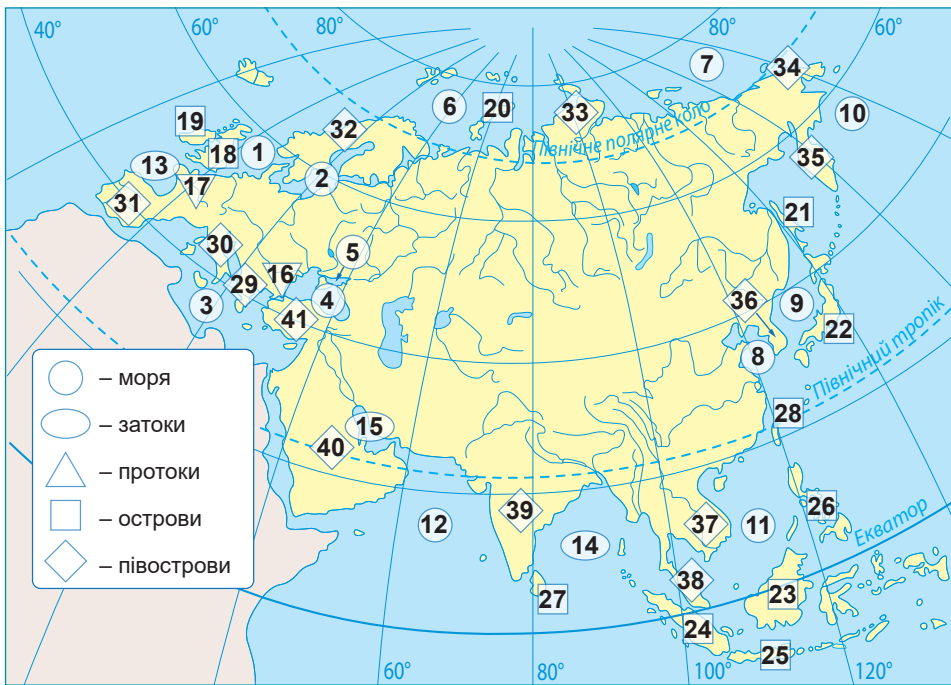 40° 60° 80° 80° 60°
7 34
6 20 33 10
19 32
Північне полярне коло
18 1 35
13 2
17
31 21
30 5
16
29 4 36 9
3 41 22
8
Північний тропік
– моря
28
– затоки
15
40
– протоки
39 26
– острови
12 37 11
Екватор
14
– півострови
38
27 23
24
25
60° 80° 100° 120°